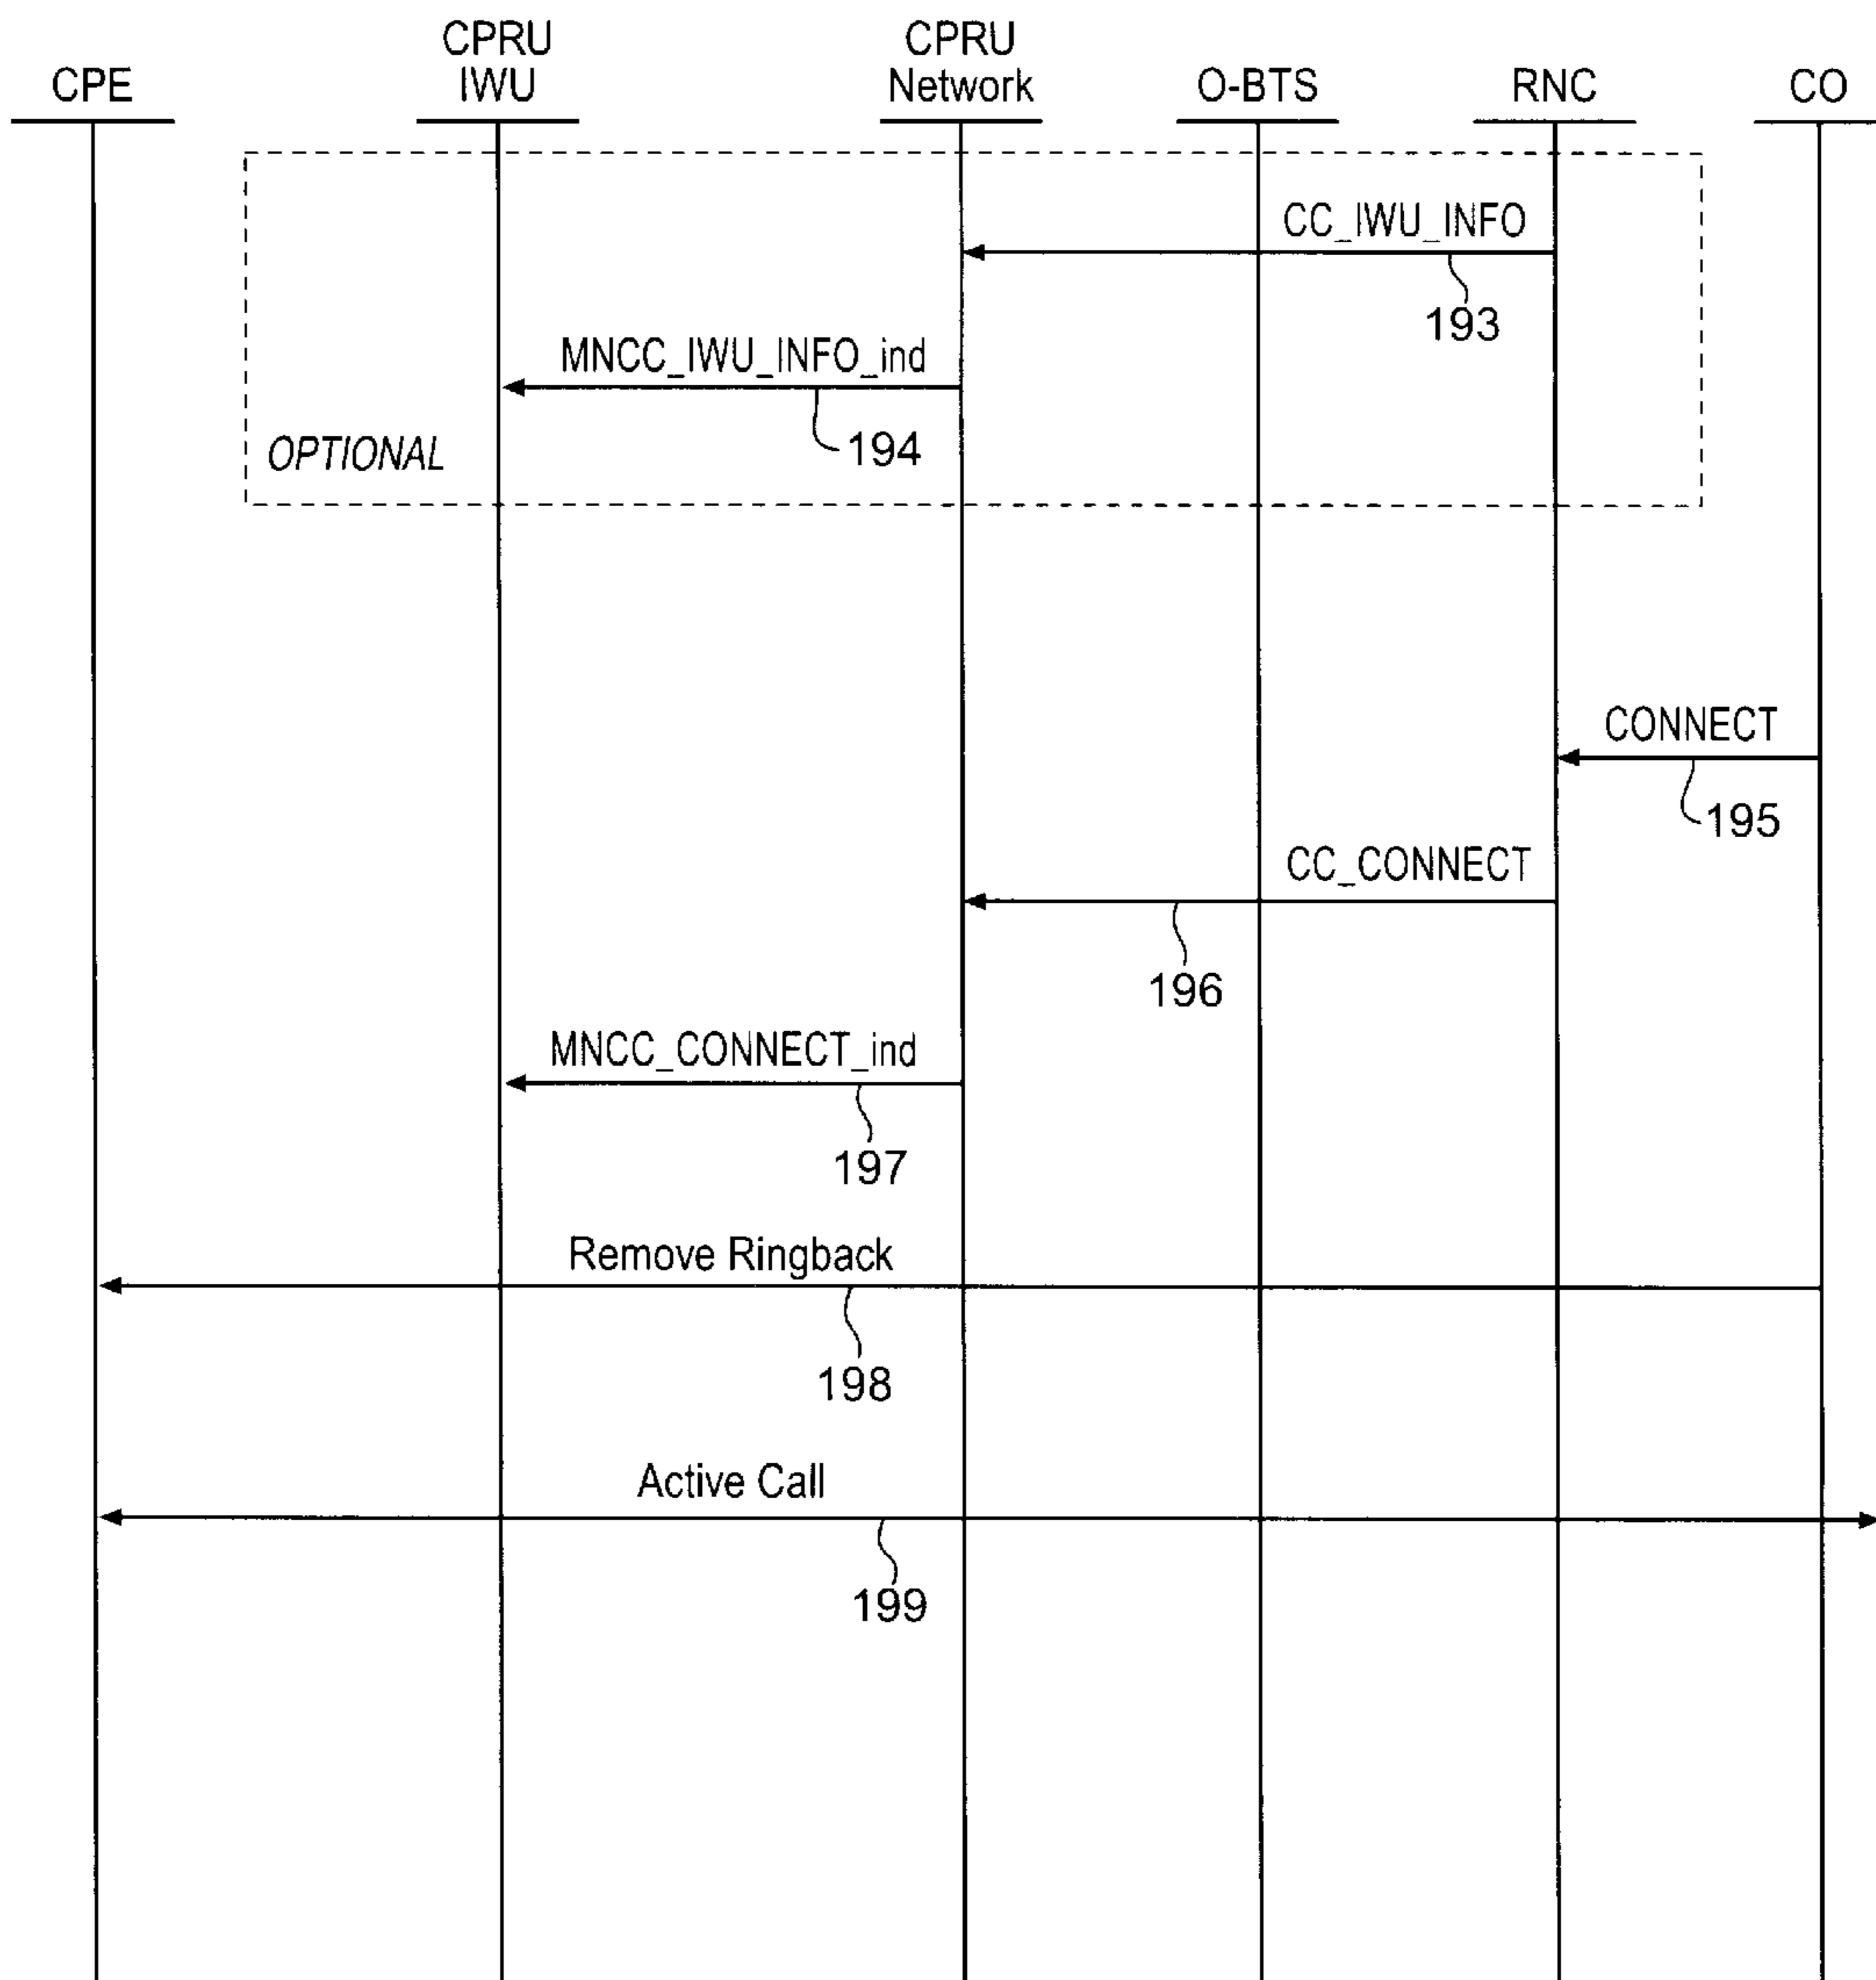 CPE
CPRU
IWU
CPRU
Network
O-BTS
RNC
CO
CC_IWU_INFO
193
MNCC_IWU_INFO_ind
194
OPTIONAL
CONNECT
195
CC_CONNECT
196
MNCC_CONNECT_ind
197
Remove Ringback
198
Active Call
199